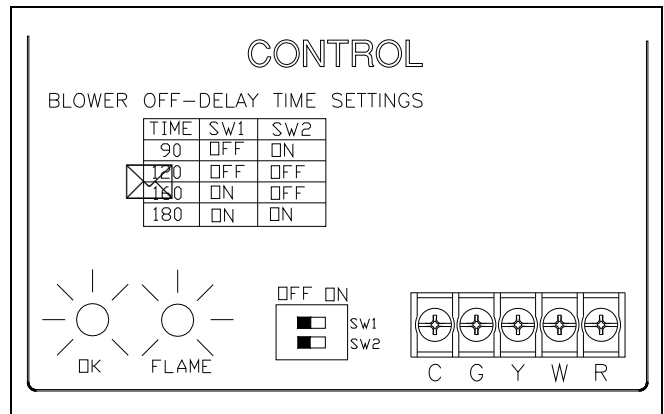 CONTROL
BLOWER OFF-DELAY TIME SETTINGS
TIME SW1 SW2
90 OFF ON
120 OFF OFF
160 ON OFF
180 ON ON
OFF ON
SW1
SW2
OK FLAME
C G Y W R